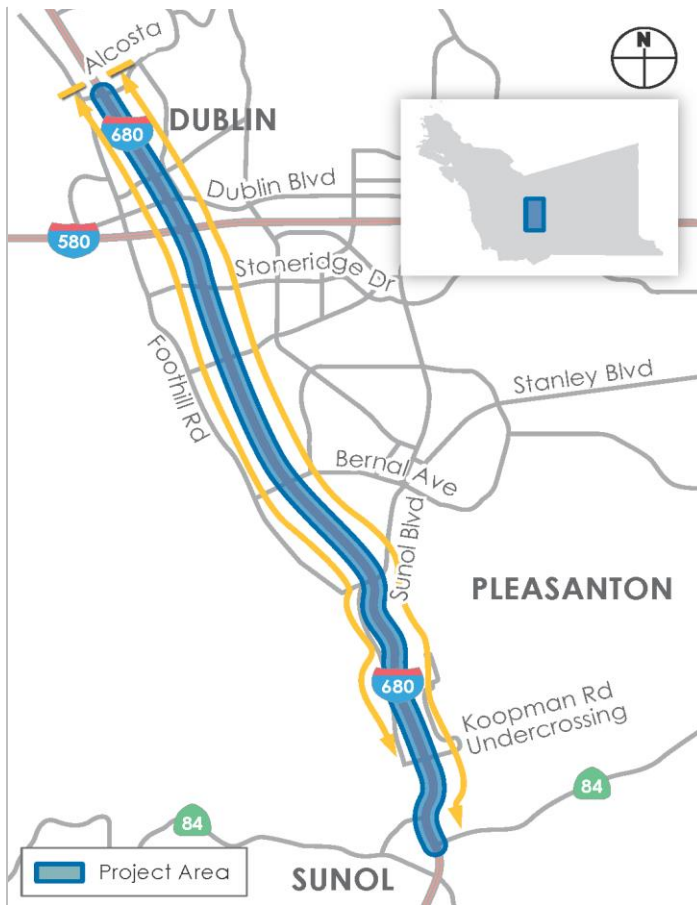 Alcosta
N
DUBLIN
680
Dublin Blvd
580
Stoneridge Dr
Foothill Rd
Stanley Blvd
Bernal Ave
Sunol Blvd
PLEASANTON
680
Koopman Rd
Undercrossing
84
84
Project Area
SUNOL